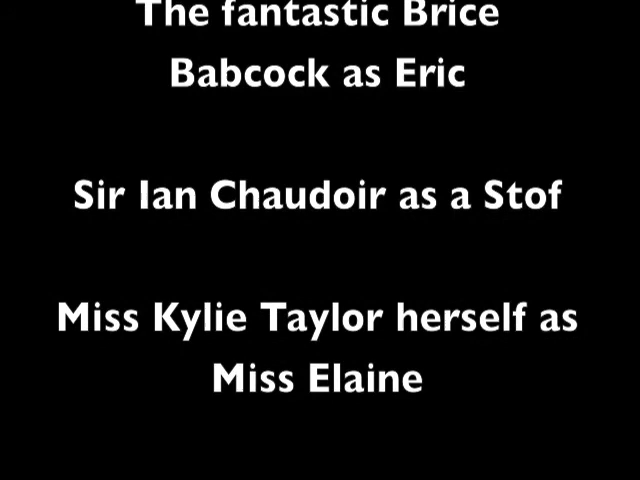 The fantastic Brice
Babcock as Eric
Sir Ian Chaudoir as a Stof
Miss Kylie Taylor herself as
Miss Elaine